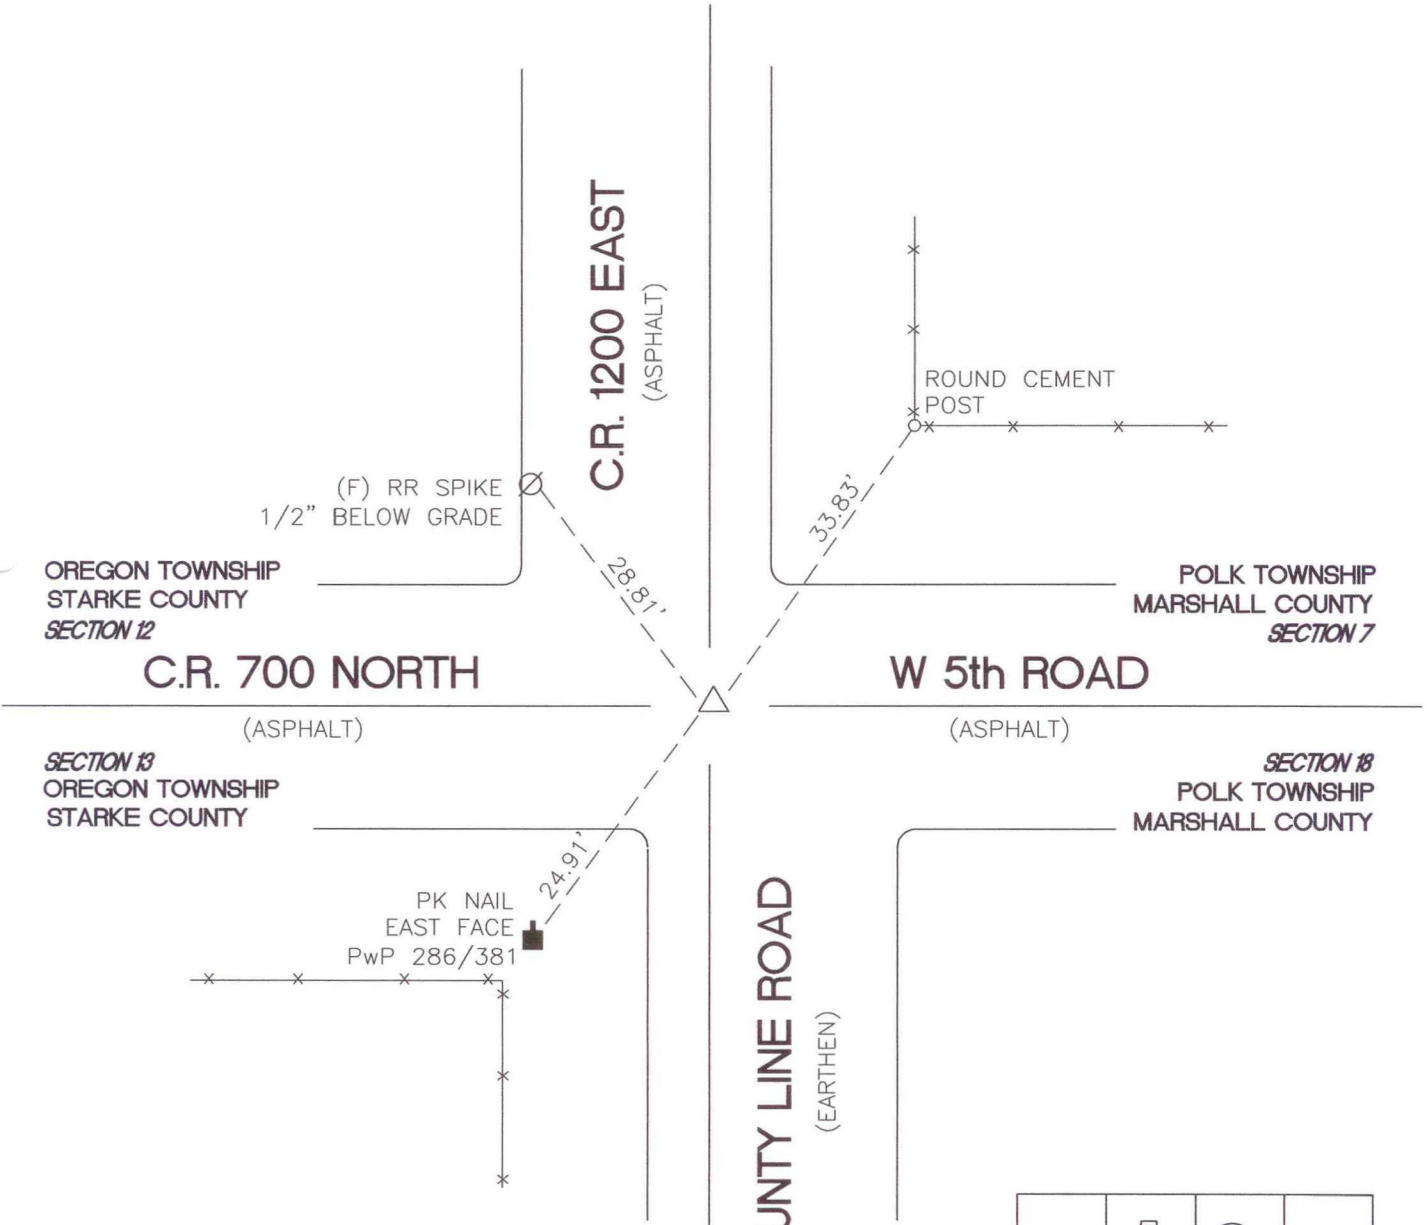 C.R. 1200 EAST
(ASPHALT)
ROUND CEMENT
POST
33.83'
(F) RR SPIKE
1/2" BELOW GRADE
28.81'
OREGON TOWNSHIP
STARKE COUNTY
SECTION 12
POLK TOWNSHIP
MARSHALL COUNTY
SECTION 7
C.R. 700 NORTH
(ASPHALT)
W 5th ROAD
(ASPHALT)
SECTION 13
OREGON TOWNSHIP
STARKE COUNTY
SECTION 18
POLK TOWNSHIP
MARSHALL COUNTY
24.91'
PK NAIL
EAST FACE
PwP 286/381
UNTY LINE ROAD
(EARTHEN)